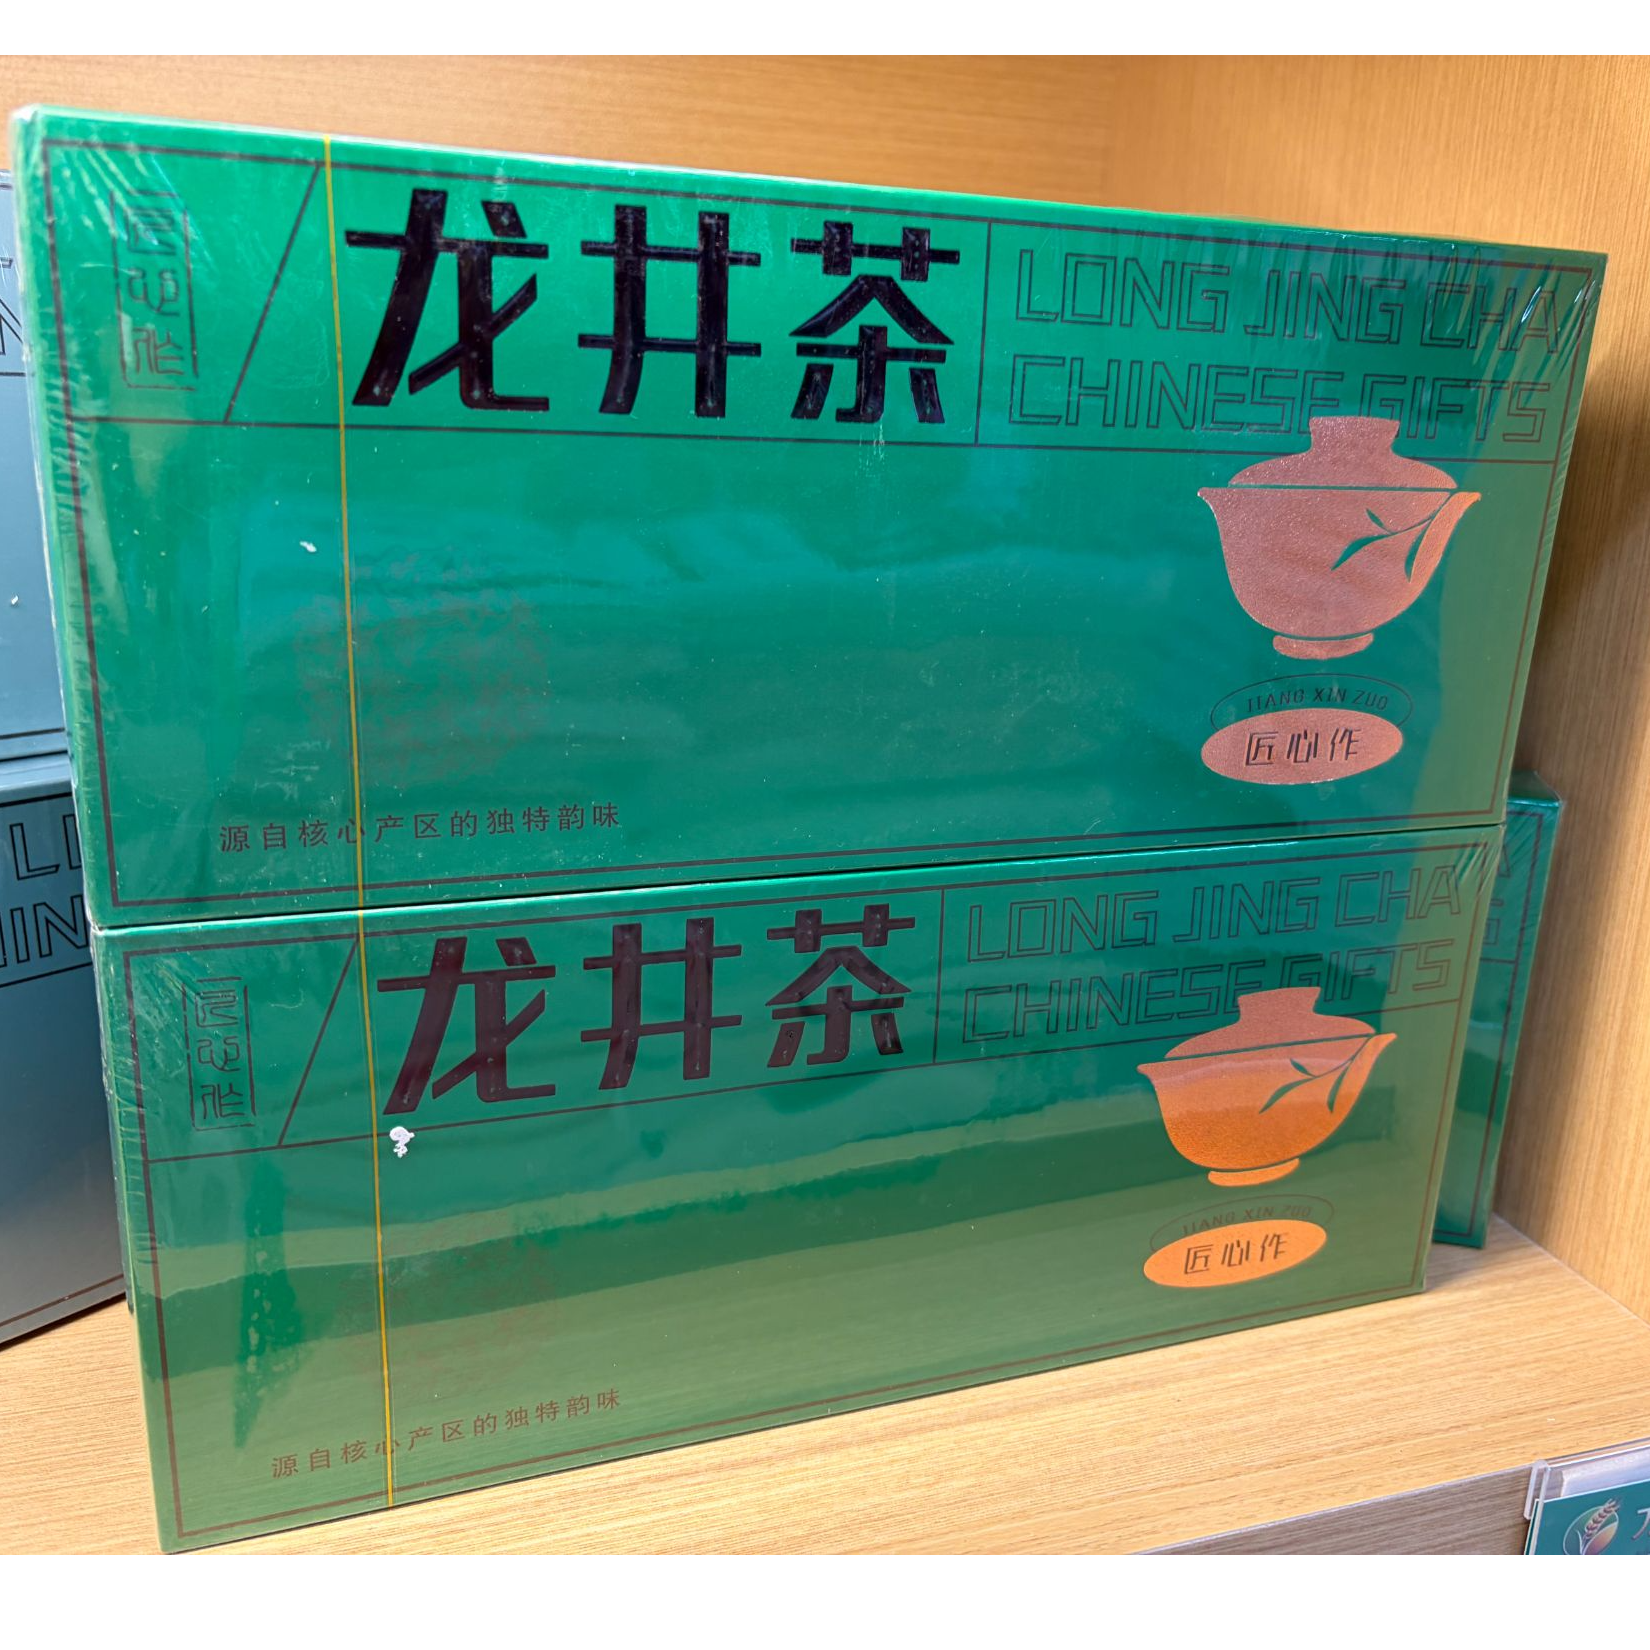 匠心作
龙井茶
LONG JING CHA
CHINESE GIFTS
JIANG XIN ZUO
匠心作
源自核心产区的独特韵味
匠心作
龙井茶
LONG JING CHA
CHINESE GIFTS
JIANG XIN ZUO
匠心作
源自核心产区的独特韵味